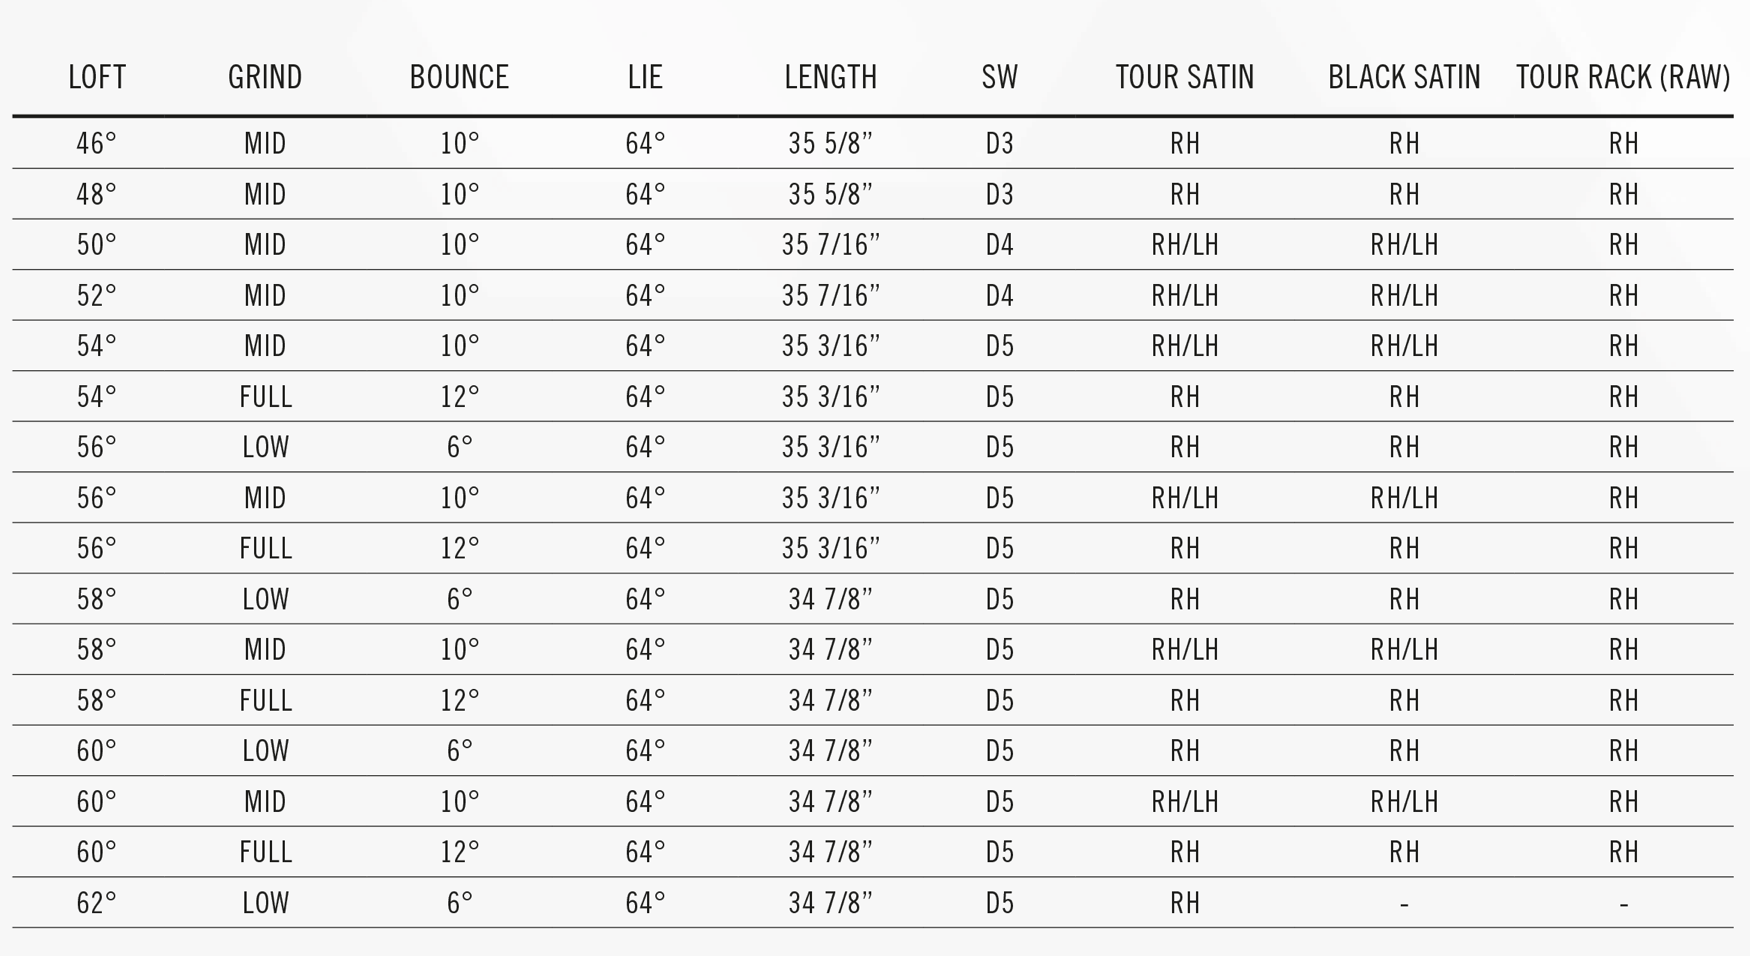 LOFT GRIND BOUNCE LIE LENGTH SW TOUR SATIN BLACK SATIN TOUR RACK (RAW)
46° MID 10° 64° 35 5/8” D3 RH RH RH
48° MID 10° 64° 35 5/8” D3 RH RH RH
50° MID 10° 64° 35 7/16” D4 RH/LH RH/LH RH
52° MID 10° 64° 35 7/16” D4 RH/LH RH/LH RH
54° MID 10° 64° 35 3/16” D5 RH/LH RH/LH RH
54° FULL 12° 64° 35 3/16” D5 RH RH RH
56° LOW 6° 64° 35 3/16” D5 RH RH RH
56° MID 10° 64° 35 3/16” D5 RH/LH RH/LH RH
56° FULL 12° 64° 35 3/16” D5 RH RH RH
58° LOW 6° 64° 34 7/8” D5 RH RH RH
58° MID 10° 64° 34 7/8” D5 RH/LH RH/LH RH
58° FULL 12° 64° 34 7/8” D5 RH RH RH
60° LOW 6° 64° 34 7/8” D5 RH RH RH
60° MID 10° 64° 34 7/8” D5 RH/LH RH/LH RH
60° FULL 12° 64° 34 7/8” D5 RH RH RH
62° LOW 6° 64° 34 7/8” D5 RH - -